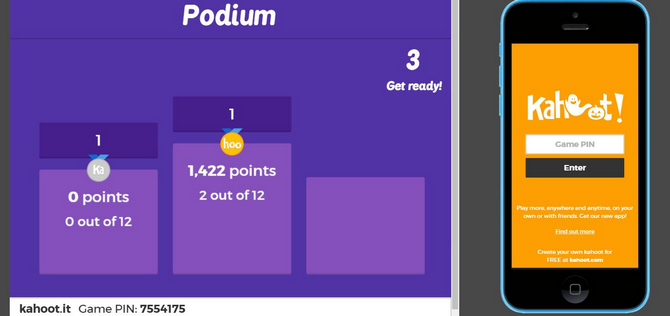 Podium
3
Get ready!
1
1
Ka
hoo
0 points
0 out of 12
1,422 points
2 out of 12
kahoot.it Game PIN: 7554175
Kahoot!
Game PIN
Enter
Play more, anywhere and anytime, on your
own or with friends. Get our new app!
Find out more
Create your own kahoot for
FREE at kahoot.com